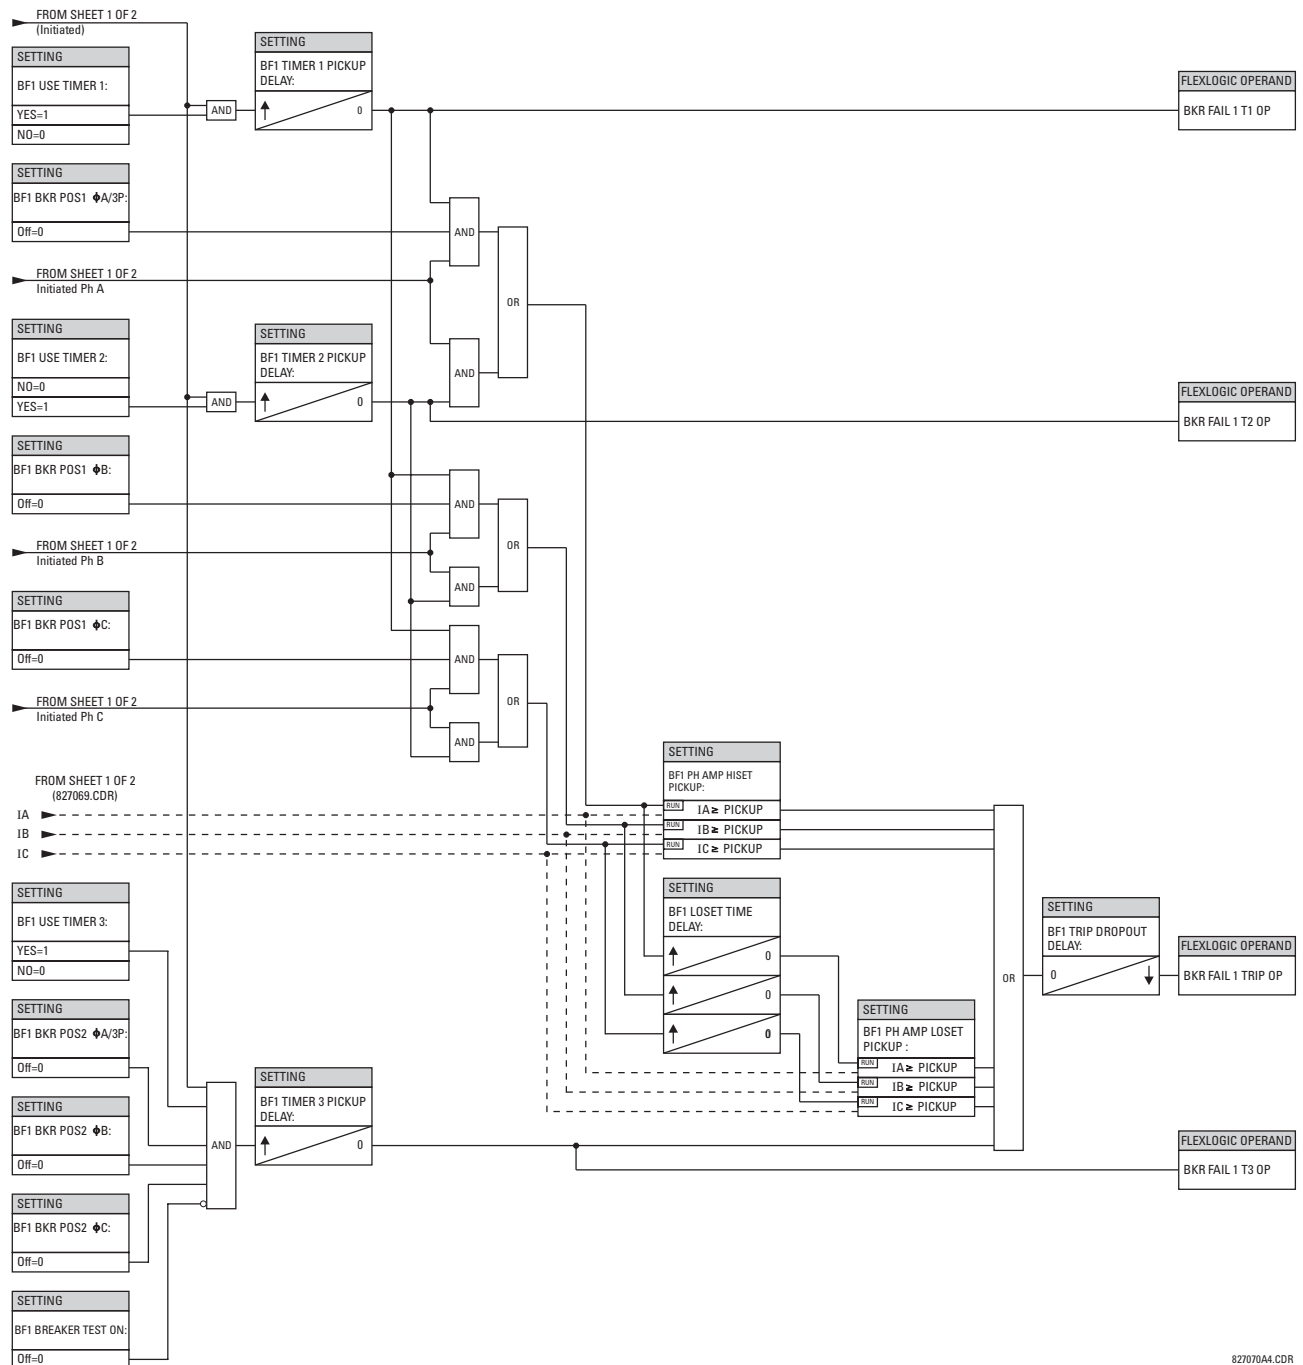 FROM SHEET 1 OF 2
(Initiated)
SETTING
BF1 USE TIMER 1:
YES=1
NO=0
AND
SETTING
BF1 TIMER 1 PICKUP
DELAY:
0
FLEXLOGIC OPERAND
BKR FAIL 1 T1 OP
SETTING
BF1 BKR POS1 ɸA/3P:
Off=0
AND
FROM SHEET 1 OF 2
Initiated Ph A
OR
SETTING
BF1 USE TIMER 2:
NO=0
YES=1
AND
SETTING
BF1 TIMER 2 PICKUP
DELAY:
0
AND
FLEXLOGIC OPERAND
BKR FAIL 1 T2 OP
SETTING
BF1 BKR POS1 ɸB:
Off=0
AND
FROM SHEET 1 OF 2
Initiated Ph B
OR
AND
SETTING
BF1 BKR POS1 ɸC:
Off=0
AND
FROM SHEET 1 OF 2
Initiated Ph C
OR
AND
FROM SHEET 1 OF 2
(827069.CDR)
IA
IB
IC
SETTING
BF1 PH AMP HISET
PICKUP:
RUN IA ≥ PICKUP
RUN IB ≥ PICKUP
RUN IC ≥ PICKUP
SETTING
BF1 USE TIMER 3:
YES=1
NO=0
SETTING
BF1 LOSET TIME
DELAY:
0
0
0
OR
SETTING
BF1 TRIP DROPOUT
DELAY:
0
FLEXLOGIC OPERAND
BKR FAIL 1 TRIP OP
SETTING
BF1 BKR POS2 ɸA/3P:
Off=0
SETTING
BF1 PH AMP LOSET
PICKUP :
RUN IA ≥ PICKUP
RUN IB ≥ PICKUP
RUN IC ≥ PICKUP
SETTING
BF1 BKR POS2 ɸB:
Off=0
AND
SETTING
BF1 TIMER 3 PICKUP
DELAY:
0
FLEXLOGIC OPERAND
BKR FAIL 1 T3 OP
SETTING
BF1 BKR POS2 ɸC:
Off=0
SETTING
BF1 BREAKER TEST ON:
Off=0
827070A4.CDR